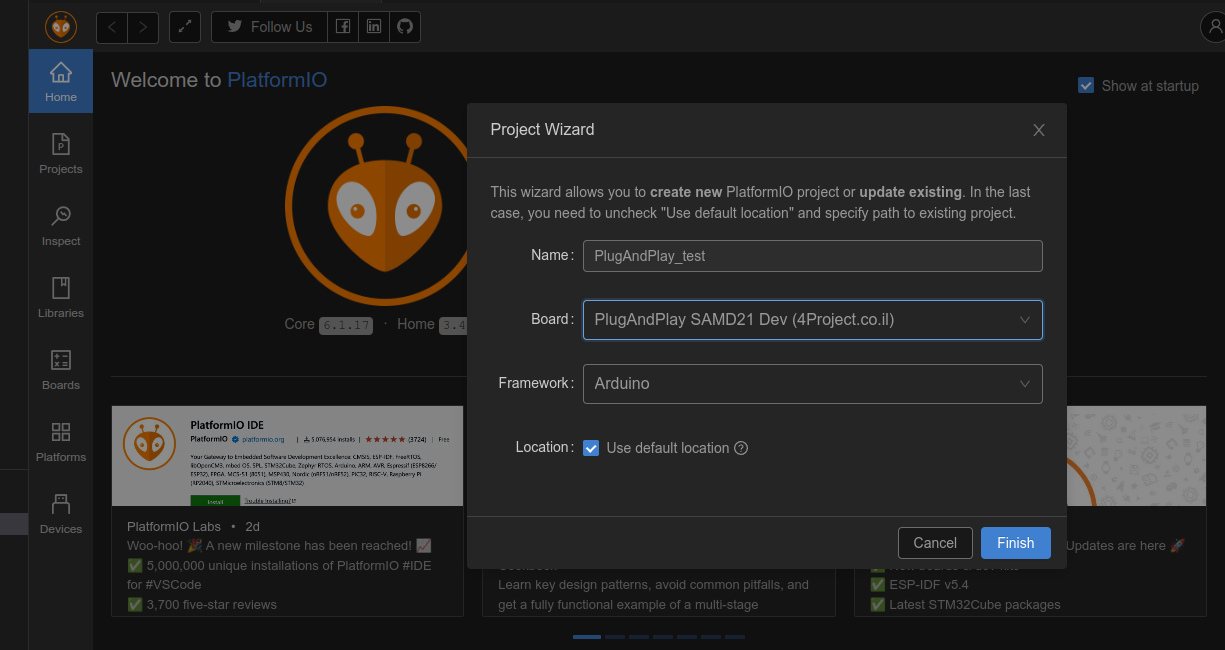 Follow Us
Home
Projects
Inspect
Libraries
Boards
Platforms
Devices
Welcome to PlatformIO
Show at startup
Core 6.1.17 · Home 3.4
Project Wizard
This wizard allows you to create new PlatformIO project or update existing. In the last
case, you need to uncheck "Use default location" and specify path to existing project.
Name:
PlugAndPlay_test
Board:
PlugAndPlay SAMD21 Dev (4Project.co.il)
Framework:
Arduino
Location:
Use default location
Cancel
Finish
PlatformIO IDE
PlatformIO platformio.org | 5,076,954 installs | ★★★★★ (3724) | Free
Your Gateway to Embedded Software Development Excellence: CMSIS, ESP-IDF, FreeRTOS,
libOpenCM3, mbed OS, SPL, STM32Cube, Zephyr RTOS, Arduino, ARM, AVR, Espressif (ESP8266/
ESP32), FPGA, MCS-51 (8051), MSP430, Nordic (nRF51/nRF52), PIC32, RISC-V, Raspberry Pi
(RP2040), STMicroelectronics (STM8/STM32)
Install
Trouble Installing?
PlatformIO Labs • 2d
Woo-hoo! 🎉 A new milestone has been reached! 📈
✅ 5,000,000 unique installations of PlatformIO #IDE
for #VSCode
✅ 3,700 five-star reviews
Learn key design patterns, avoid common pitfalls, and
get a fully functional example of a multi-stage
Updates are here 🚀
✅ ESP-IDF v5.4
✅ Latest STM32Cube packages